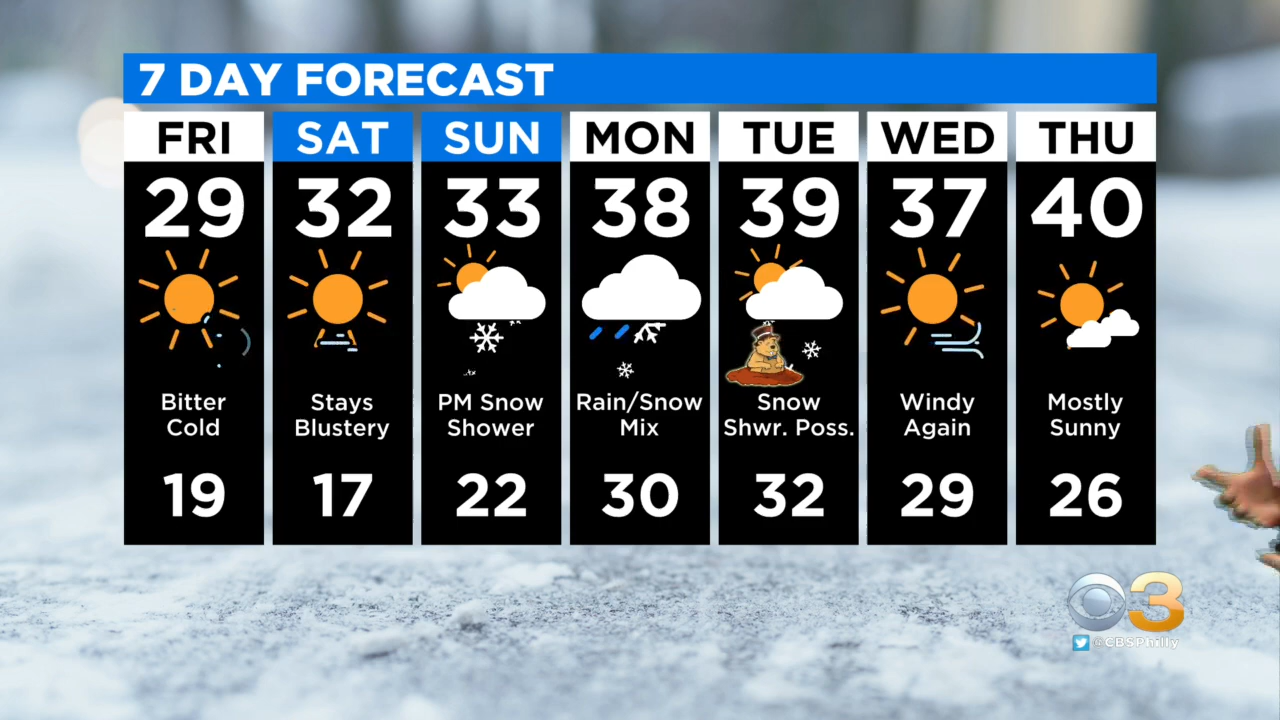 7 DAY FORECAST
FRI
29
Bitter
Cold
19
SAT
32
Stays
Blustery
17
SUN
33
PM Snow
Shower
22
MON
38
Rain/Snow
Mix
30
TUE
39
Snow
Shwr. Poss.
32
WED
37
Windy
Again
29
THU
40
Mostly
Sunny
26
3
@CBSPhilly